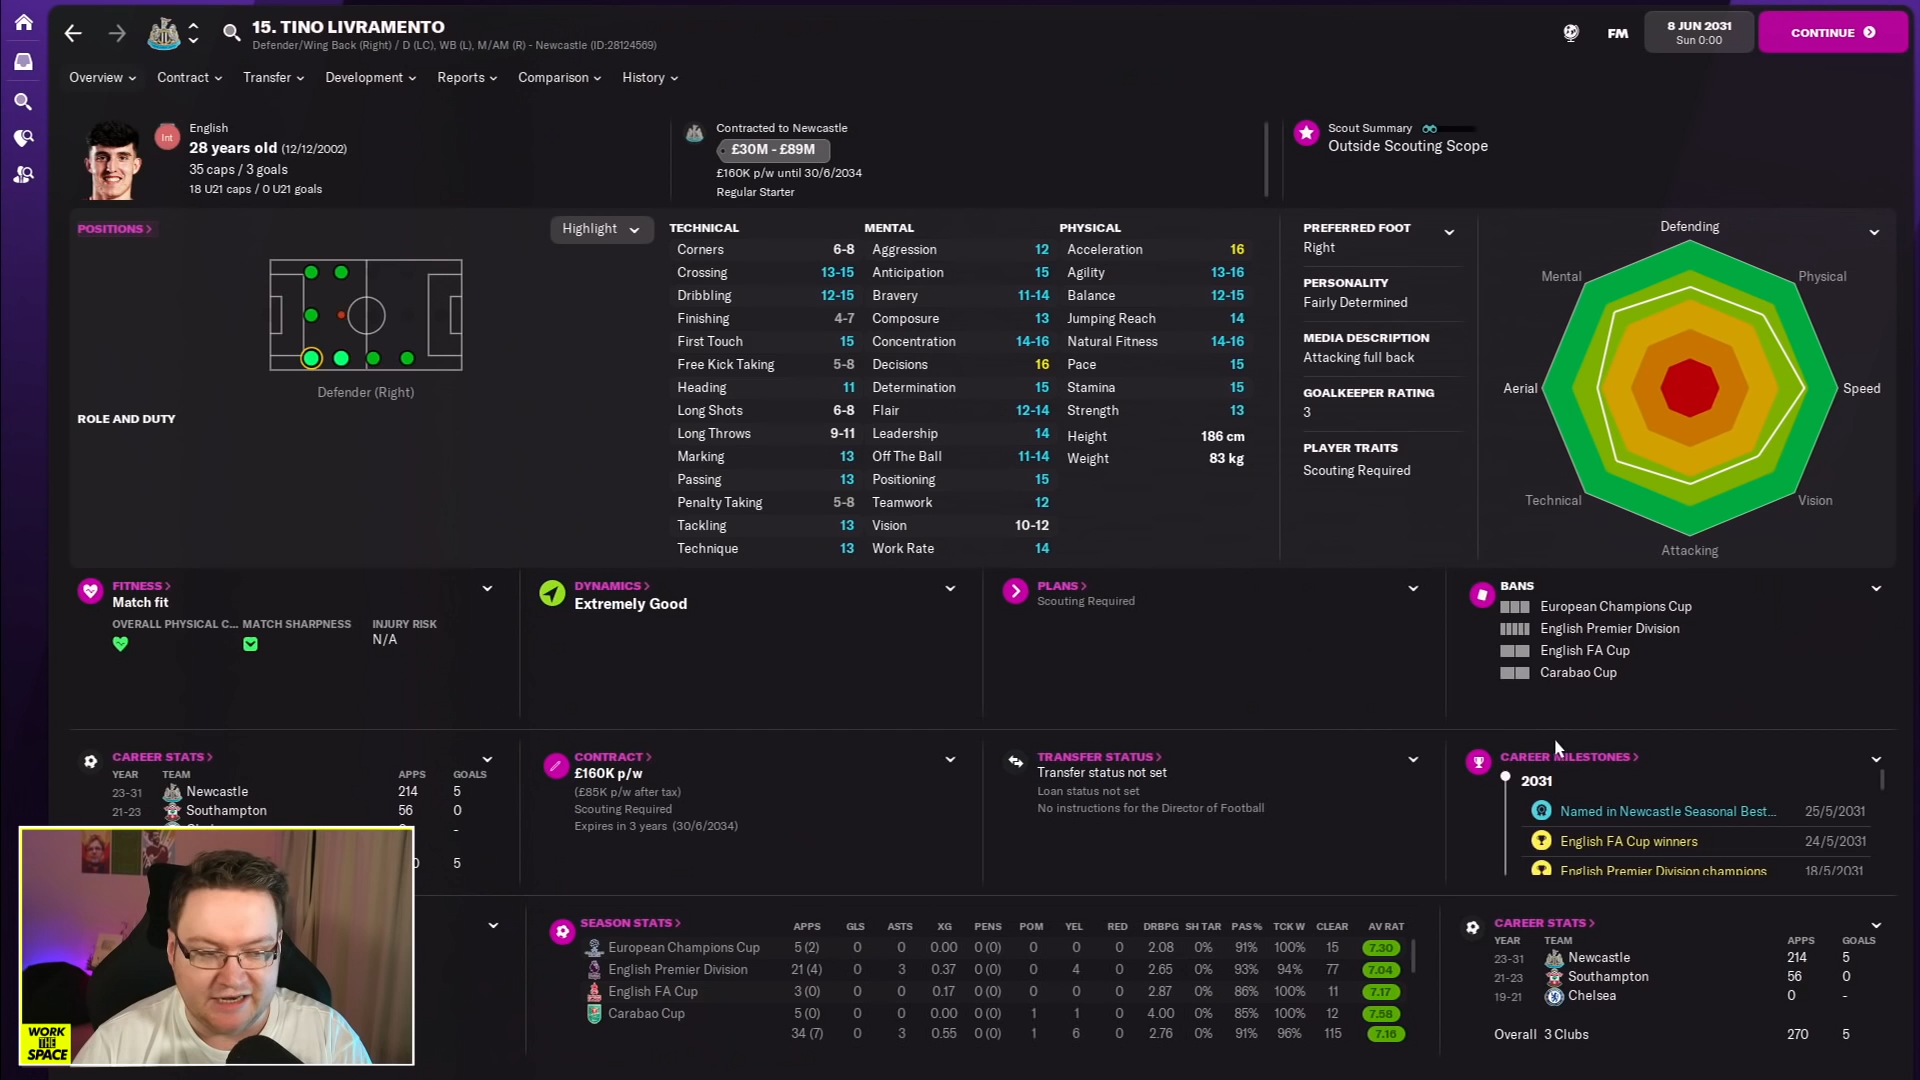 15. TINO LIVRAMENTO
Defender/Wing Back (Right) / D (LC), WB (L), M/AM (R) - Newcastle (ID:28124569)
FM
8 JUN 2031
Sun 0:00
CONTINUE
Overview
Contract
Transfer
Development
Reports
Comparison
History
Int
English
28 years old (12/12/2002)
35 caps / 3 goals
18 U21 caps / 0 U21 goals
Contracted to Newcastle
£30M - £89M
£160K p/w until 30/6/2034
Regular Starter
Scout Summary
Outside Scouting Scope
POSITIONS >
Highlight
Defender (Right)
ROLE AND DUTY
TECHNICAL
Corners 6-8
Crossing 13-15
Dribbling 12-15
Finishing 4-7
First Touch 15
Free Kick Taking 5-8
Heading 11
Long Shots 6-8
Long Throws 9-11
Marking 13
Passing 13
Penalty Taking 5-8
Tackling 13
Technique 13
MENTAL
Aggression 12
Anticipation 15
Bravery 11-14
Composure 13
Concentration 14-16
Decisions 16
Determination 15
Flair 12-14
Leadership 14
Off The Ball 11-14
Positioning 15
Teamwork 12
Vision 10-12
Work Rate 14
PHYSICAL
Acceleration 16
Agility 13-16
Balance 12-15
Jumping Reach 14
Natural Fitness 14-16
Pace 15
Stamina 15
Strength 13
Height 186 cm
Weight 83 kg
PREFERRED FOOT
Right
PERSONALITY
Fairly Determined
MEDIA DESCRIPTION
Attacking full back
GOALKEEPER RATING
3
PLAYER TRAITS
Scouting Required
Defending
Mental
Physical
Aerial
Speed
Technical
Vision
Attacking
FITNESS >
Match fit
OVERALL PHYSICAL C... MATCH SHARPNESS INJURY RISK
N/A
DYNAMICS >
Extremely Good
PLANS >
Scouting Required
BANS
European Champions Cup
English Premier Division
English FA Cup
Carabao Cup
CAREER STATS >
YEAR TEAM APPS GOALS
23-31 Newcastle 214 5
21-23 Southampton 56 0
-
0 5
CONTRACT >
£160K p/w
(£85K p/w after tax)
Scouting Required
Expires in 3 years (30/6/2034)
TRANSFER STATUS >
Transfer status not set
Loan status not set
No instructions for the Director of Football
CAREER MILESTONES >
2031
Named in Newcastle Seasonal Best... 25/5/2031
English FA Cup winners 24/5/2031
English Premier Division champions 18/5/2031
WORK
THE
SPACE
SEASON STATS > APPS GLS ASTS XG PENS POM YEL RED DRBPG SH TAR PAS % TCK W CLEAR AV RAT
European Champions Cup 5 (2) 0 0 0.00 0 (0) 0 0 0 2.08 0% 91% 100% 15 7.30
English Premier Division 21 (4) 0 3 0.37 0 (0) 0 4 0 2.65 0% 93% 94% 77 7.04
English FA Cup 3 (0) 0 0 0.17 0 (0) 0 0 0 2.87 0% 86% 100% 11 7.17
Carabao Cup 5 (0) 0 0 0.00 0 (0) 1 1 0 4.00 0% 85% 100% 12 7.58
34 (7) 0 3 0.55 0 (0) 1 6 0 2.76 0% 91% 96% 115 7.16
CAREER STATS >
YEAR TEAM APPS GOALS
23-31 Newcastle 214 5
21-23 Southampton 56 0
19-21 Chelsea 0 -
Overall 3 Clubs 270 5